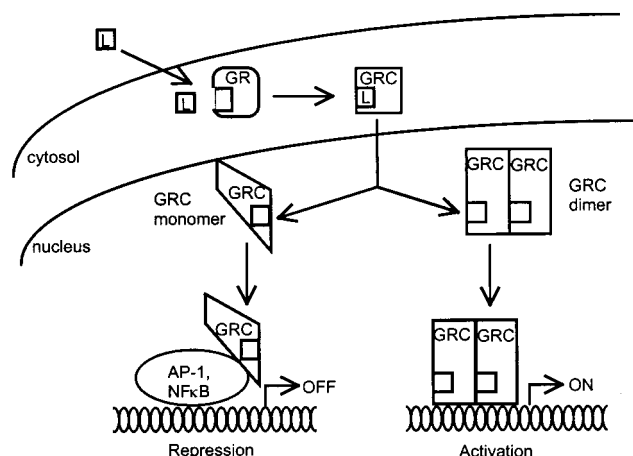 L
L
GR
GRC
L
cytosol
nucleus
GRC
monomer
GRC
GRC
GRC
GRC
dimer
GRC
AP-1,
NFκB
OFF
GRC
GRC
ON
Repression
Activation